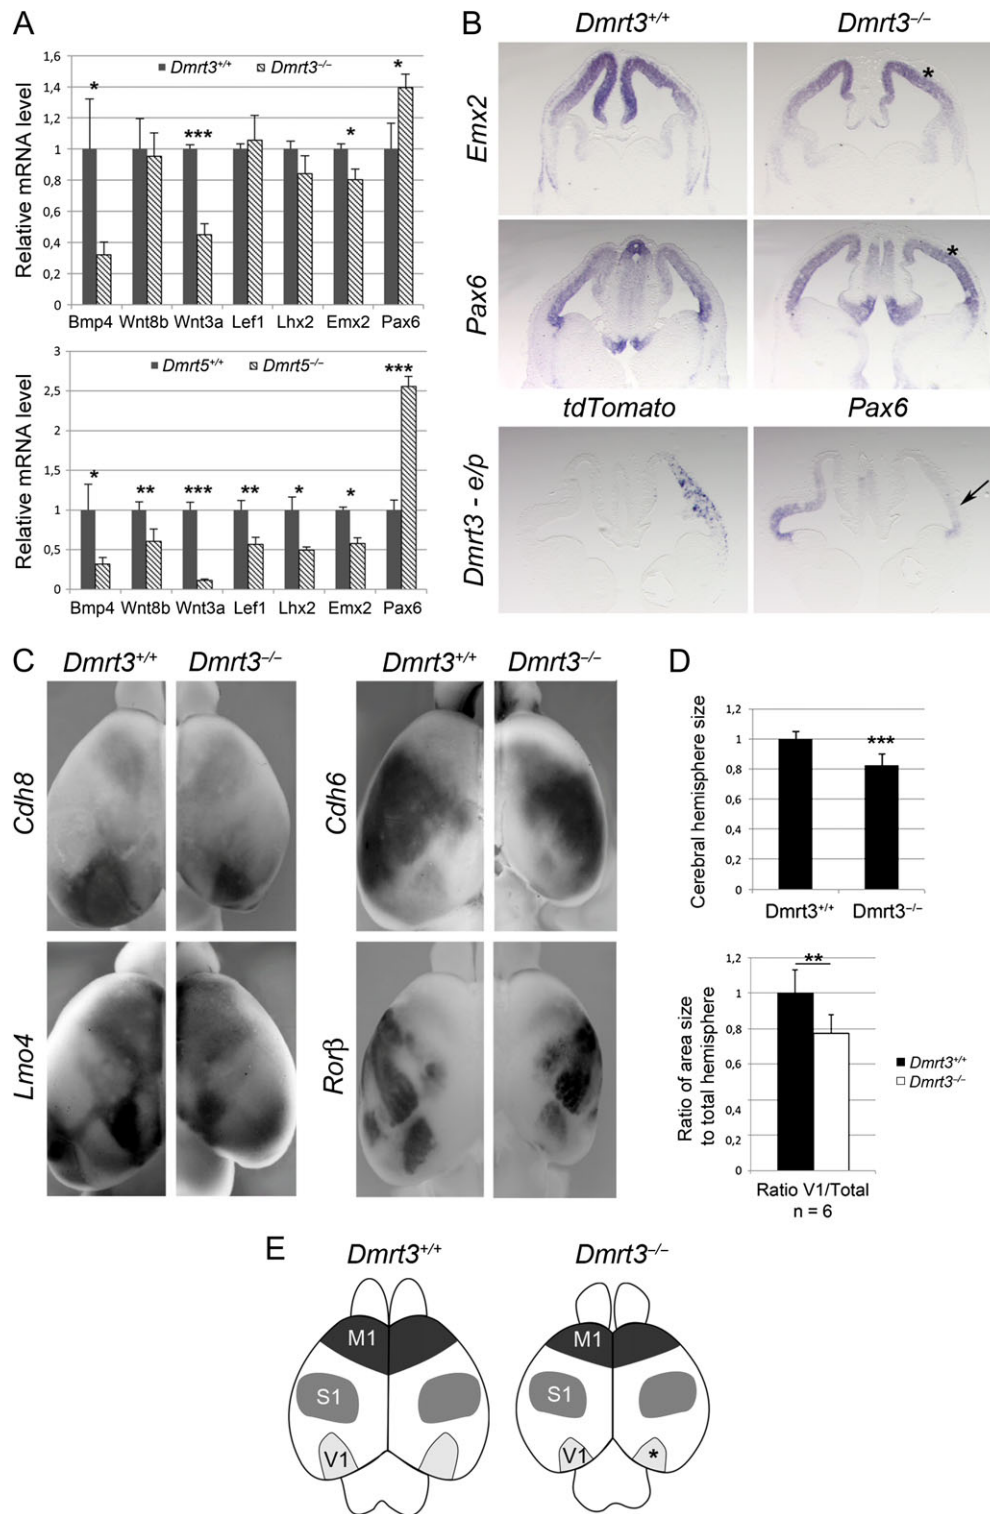 A
Relative mRNA level
1,6
1,4
1,2
1
0,8
0,6
0,4
0,2
0
Dmrt3+/+ Dmrt3−/−
* *** * *
Bmp4 Wnt8b Wnt3a Lef1 Lhx2 Emx2 Pax6
Relative mRNA level
3
2,5
2
1,5
1
0,5
0
Dmrt5+/+ Dmrt5−/−
* ** *** ** * * ***
Bmp4 Wnt8b Wnt3a Lef1 Lhx2 Emx2 Pax6
B
Dmrt3+/+ Dmrt3−/−
Emx2
*
Pax6
*
tdTomato Pax6
Dmrt3 - e/p
C
Dmrt3+/+ Dmrt3−/− Dmrt3+/+ Dmrt3−/−
Cdh8
Cdh6
Lmo4
Rorβ
D
Cerebral hemisphere size
1,2
1
0,8
0,6
0,4
0,2
0
***
Dmrt3+/+ Dmrt3−/−
Ratio of area size
to total hemisphere
1,2
1
0,8
0,6
0,4
0,2
0
**
Dmrt3+/+
Dmrt3−/−
Ratio V1/Total
n = 6
E
Dmrt3+/+ Dmrt3−/−
M1 M1
S1 S1
V1 V1 *